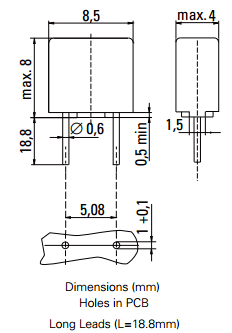 8,5
max. 4
max. 8
18,8
Ø 0,6
0,5 min
1,5
5,08
1 +0,1
Dimensions (mm)
Holes in PCB
Long Leads (L=18.8mm)